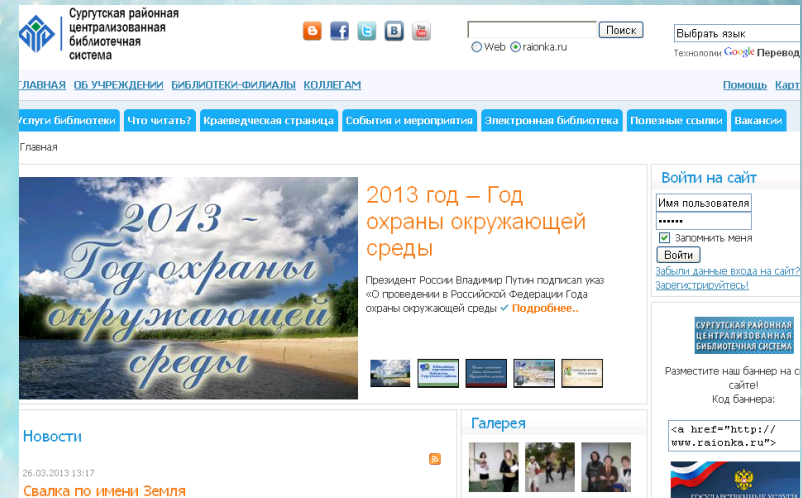 Сургутская районная
централизованная
библиотечная
система
Поиск
Web raionka.ru
Выбрать язык
Технологии Google Перевод
ГЛАВНАЯ ОБ УЧРЕЖДЕНИИ БИБЛИОТЕКИ-ФИЛИАЛЫ КОЛЛЕГАМ
Помощь Карт
Услуги библиотеки Что читать? Краеведческая страница События и мероприятия Электронная библиотека Полезные ссылки Вакансии
Главная
2013 -
Год охраны
окружающей
среды
2013 год – Год
охраны окружающей
среды
Президент России Владимир Путин подписал указ
«О проведении в Российской Федерации Года
охраны окружающей среды ✔ Подробнее..
Войти на сайт
Имя пользователя
••••••
Запомнить меня
Войти
Забыли данные входа на сайт?
Зарегистрируйтесь!
СУРГУТСКАЯ РАЙОННАЯ
ЦЕНТРАЛИЗОВАННАЯ
БИБЛИОТЕЧНАЯ СИСТЕМА
Разместите наш баннер на с
сайте!
Код баннера:
<a href="http://
www.raionka.ru">
ГОСУДАРСТВЕННЫЕ УСЛУГИ
Новости
26.03.2013 13:17
Свалка по имени Земля
Галерея